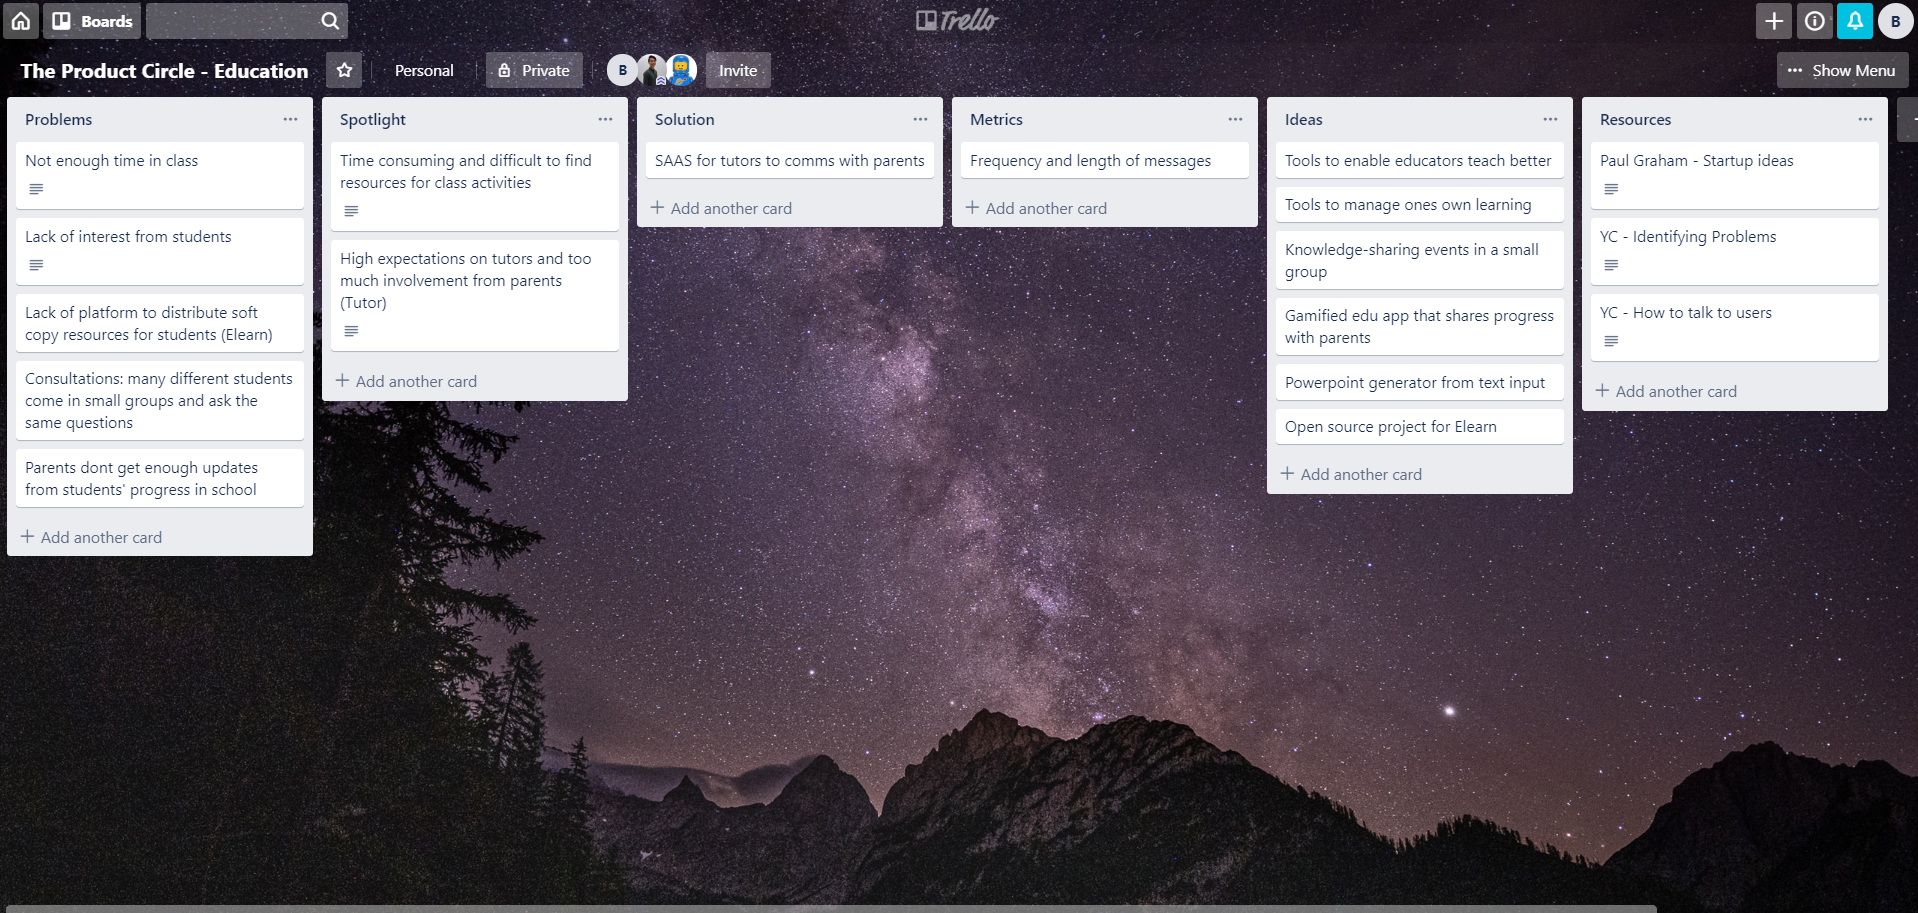 Boards
Trello
B
The Product Circle - Education
Personal
Private
B
Invite
Show Menu
Problems
Not enough time in class
Lack of interest from students
Lack of platform to distribute soft
copy resources for students (Elearn)
Consultations: many different students
come in small groups and ask the
same questions
Parents dont get enough updates
from students' progress in school
Add another card
Spotlight
Time consuming and difficult to find
resources for class activities
High expectations on tutors and too
much involvement from parents
(Tutor)
Add another card
Solution
SAAS for tutors to comms with parents
Add another card
Metrics
Frequency and length of messages
Add another card
Ideas
Tools to enable educators teach better
Tools to manage ones own learning
Knowledge-sharing events in a small
group
Gamified edu app that shares progress
with parents
Powerpoint generator from text input
Open source project for Elearn
Add another card
Resources
Paul Graham - Startup ideas
YC - Identifying Problems
YC - How to talk to users
Add another card